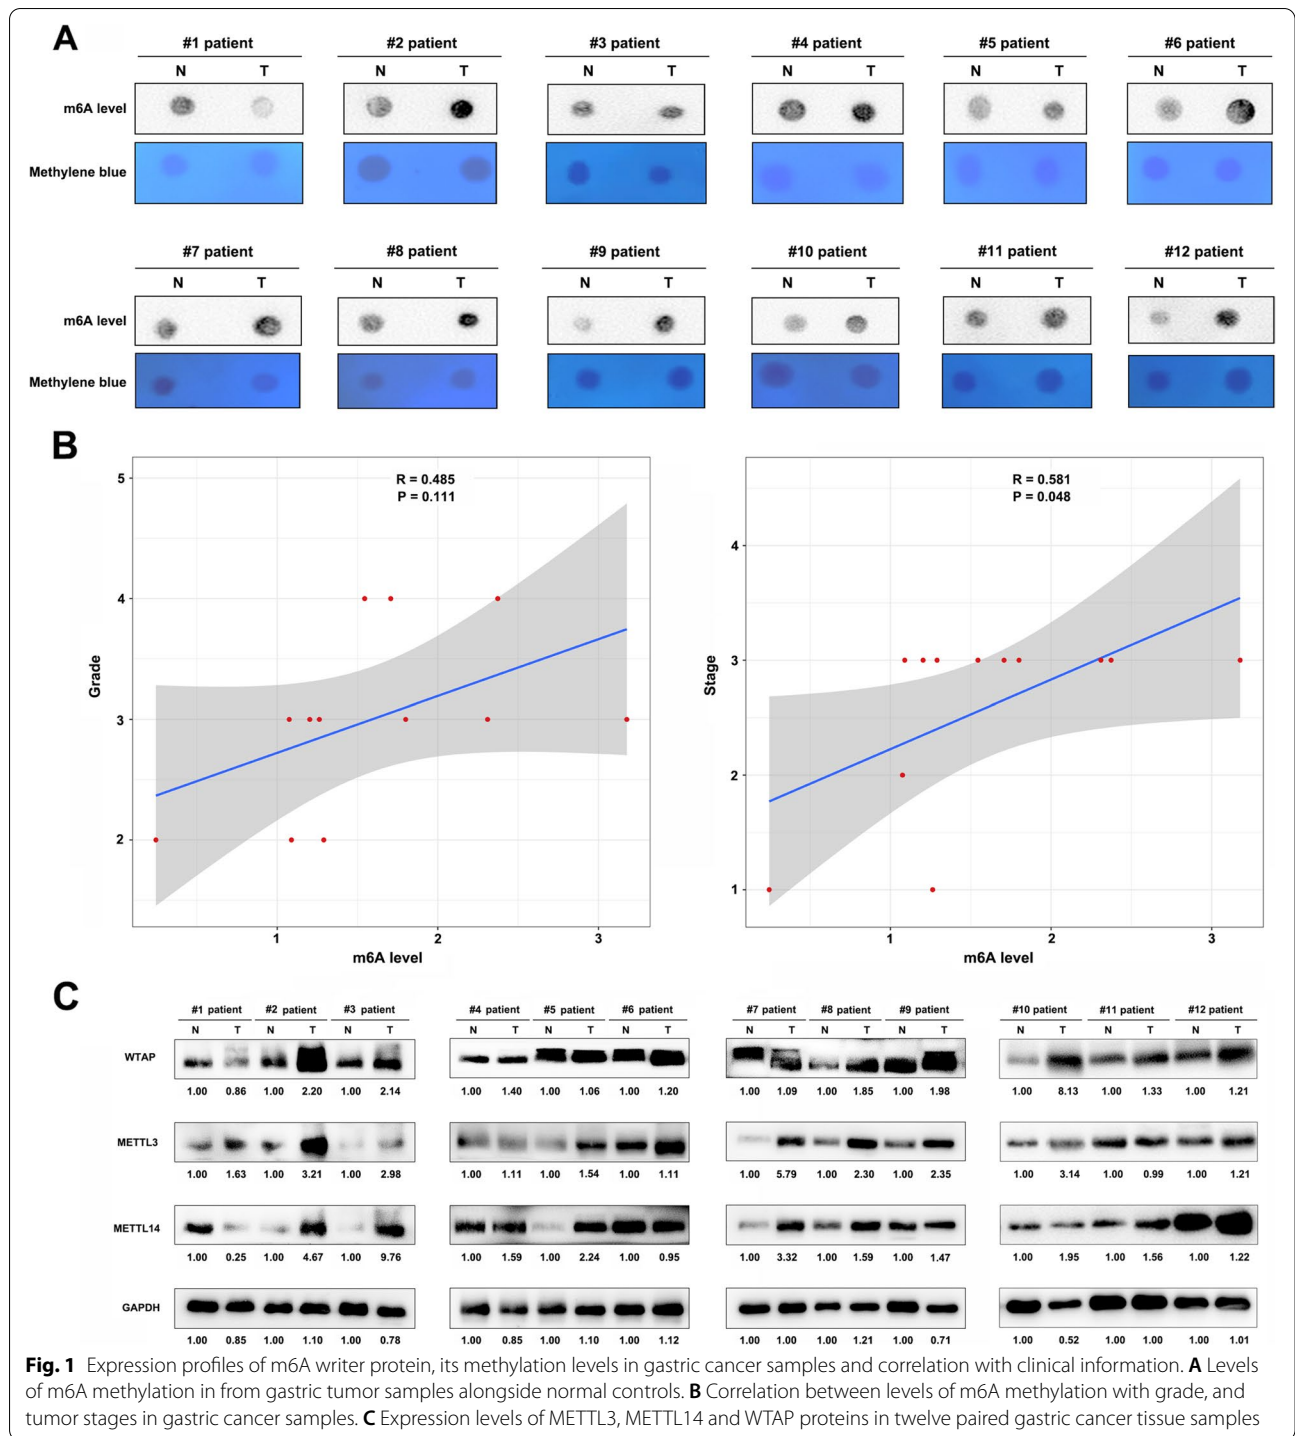 A
#1 patient #2 patient #3 patient #4 patient #5 patient #6 patient
N T N T N T N T N T N T
m6A level
Methylene blue
#7 patient #8 patient #9 patient #10 patient #11 patient #12 patient
N T N T N T N T N T N T
m6A level
Methylene blue
B
R = 0.485
P = 0.111
5
4
3
2
Grade
1 2 3
m6A level
R = 0.581
P = 0.048
4
3
2
1
Stage
1 2 3
m6A level
C
#1 patient #2 patient #3 patient #4 patient #5 patient #6 patient #7 patient #8 patient #9 patient #10 patient #11 patient #12 patient
N T N T N T N T N T N T N T N T N T N T N T N T
WTAP
1.00 0.86 1.00 2.20 1.00 2.14 1.00 1.40 1.00 1.06 1.00 1.20 1.00 1.09 1.00 1.85 1.00 1.98 1.00 8.13 1.00 1.33 1.00 1.21
METTL3
1.00 1.63 1.00 3.21 1.00 2.98 1.00 1.11 1.00 1.54 1.00 1.11 1.00 5.79 1.00 2.30 1.00 2.35 1.00 3.14 1.00 0.99 1.00 1.21
METTL14
1.00 0.25 1.00 4.67 1.00 9.76 1.00 1.59 1.00 2.24 1.00 0.95 1.00 3.32 1.00 1.59 1.00 1.47 1.00 1.95 1.00 1.56 1.00 1.22
GAPDH
1.00 0.85 1.00 1.10 1.00 0.78 1.00 0.85 1.00 1.10 1.00 1.12 1.00 1.00 1.00 1.21 1.00 0.71 1.00 0.52 1.00 1.00 1.00 1.01
Fig. 1 Expression profiles of m6A writer protein, its methylation levels in gastric cancer samples and correlation with clinical information. A Levels
of m6A methylation in from gastric tumor samples alongside normal controls. B Correlation between levels of m6A methylation with grade, and
tumor stages in gastric cancer samples. C Expression levels of METTL3, METTL14 and WTAP proteins in twelve paired gastric cancer tissue samples